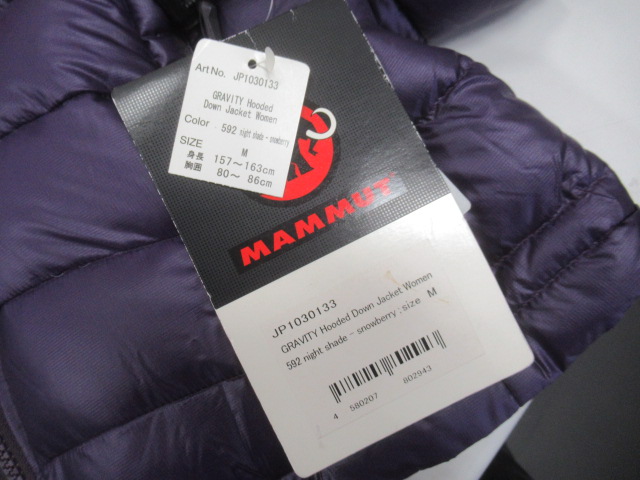 Art No. JP1030133
GRAVITY Hooded
Down Jacket Women
Color . 592 night shade - snowberry
SIZE M
身長 157～163cm
胸囲 80～ 86cm
MAMMUT
JP1030133
GRAVITY Hooded Down Jacket Women
592 night shade - snowberry : size M
4 580207 802943